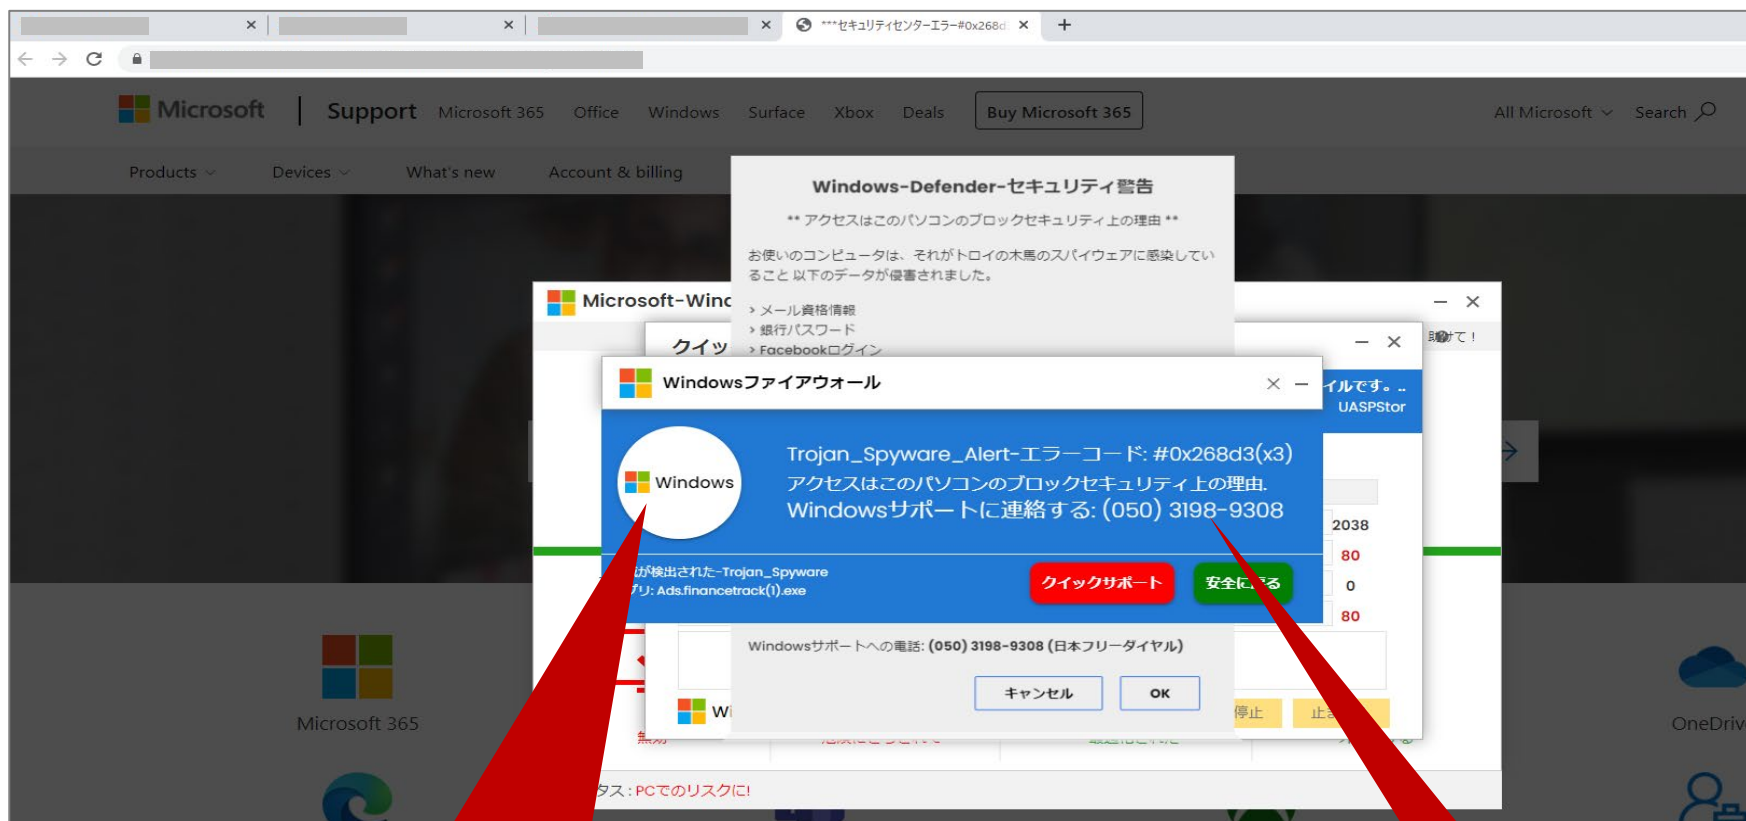 ***セキュリティセンターエラー#0x268d
Microsoft
Support
Microsoft 365
Office
Windows
Surface
Xbox
Deals
Buy Microsoft 365
All Microsoft
Search
Products
Devices
What's new
Account & billing
Windows-Defender-セキュリティ警告
** アクセスはこのパソコンのブロックセキュリティ上の理由 **
お使いのコンピュータは、それがトロイの木馬のスパイウェアに感染してい
ること 以下のデータが侵害されました。
> メール資格情報
> 銀行パスワード
> Facebookログイン
Microsoft-Wind
クイッ
Windowsファイアウォール
イルです。..
UASPStor
Windows
Trojan_Spyware_Alert-エラーコード: #0x268d3(x3)
アクセスはこのパソコンのブロックセキュリティ上の理由.
Windowsサポートに連絡する: (050) 3198-9308
2038
80
0
80
が検出された-Trojan_Spyware
プリ: Ads.financetrack(1).exe
クイックサポート
安全に る
Windowsサポートへの電話: (050) 3198-9308 (日本フリーダイヤル)
キャンセル
OK
Wi
停止
Microsoft 365
OneDriv
タス : PCでのリスクに!